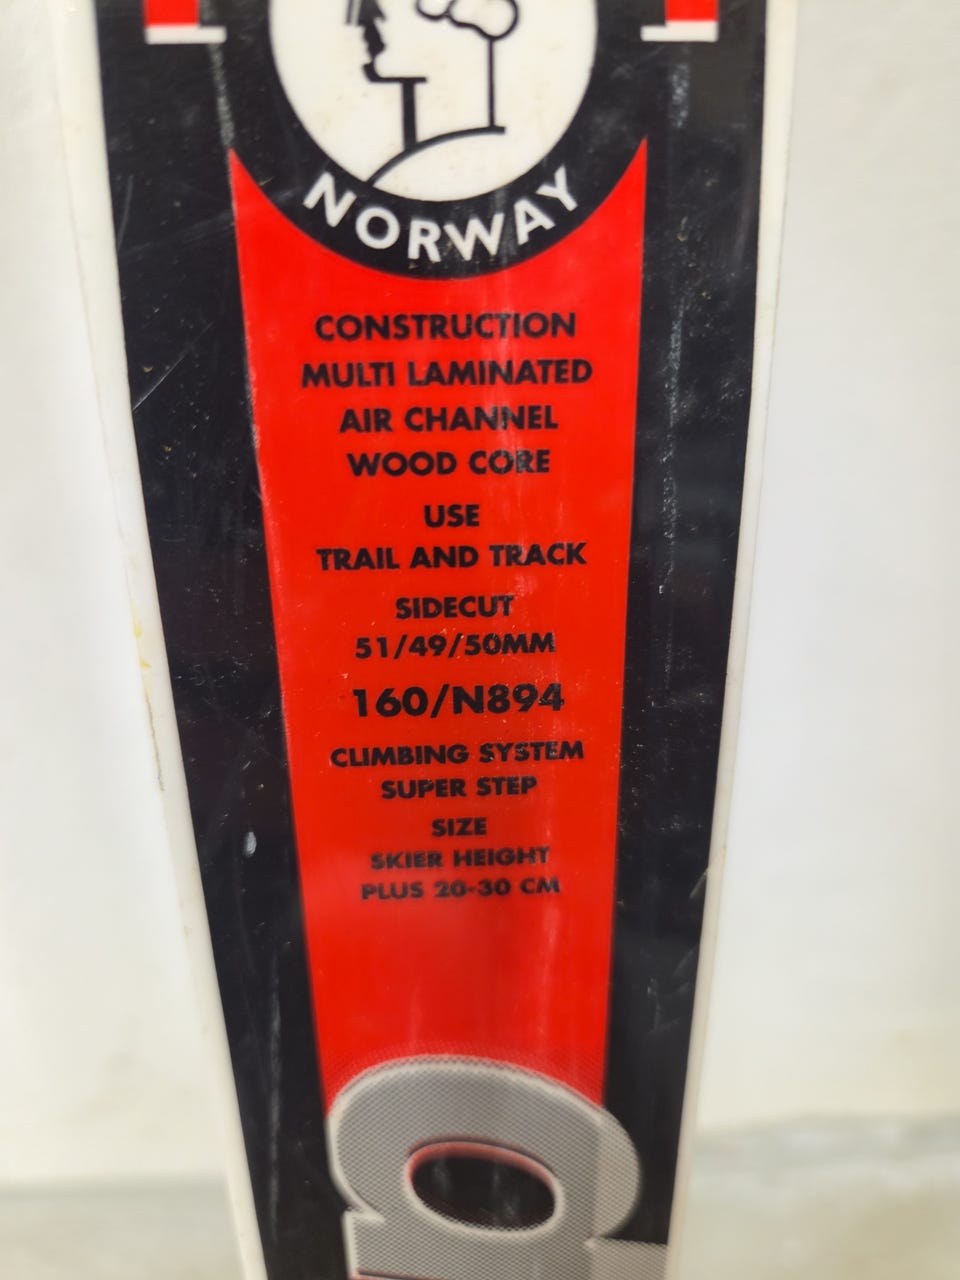 NORWAY
CONSTRUCTION
MULTI LAMINATED
AIR CHANNEL
WOOD CORE
USE
TRAIL AND TRACK
SIDECUT
51/49/50MM
160/N894
CLIMBING SYSTEM
SUPER STEP
SIZE
SKIER HEIGHT
PLUS 20-30 CM